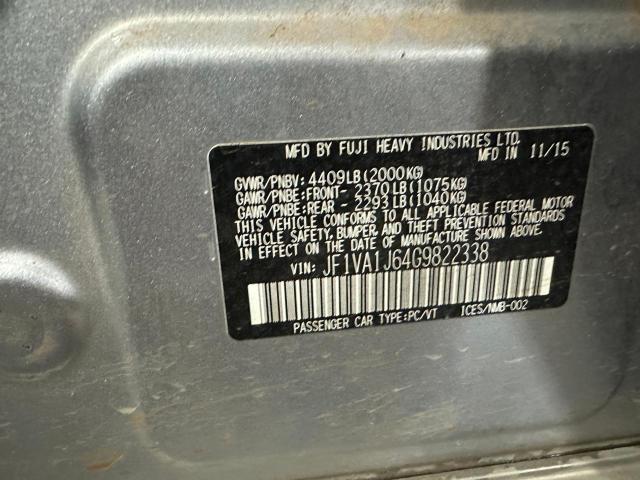 MFD BY FUJI HEAVY INDUSTRIES LTD.
MFD IN 11/15
GVWR/PNBV: 4409LB(2000KG)
GAWR/PNBE:FRONT- 2370LB(1075KG)
GAWR/PNBE:REAR - 2293LB(1040KG)
THIS VEHICLE CONFORMS TO ALL APPLICABLE FEDERAL MOTOR
VEHICLE SAFETY, BUMPER, AND THEFT PREVENTION STANDARDS
IN EFFECT ON THE DATE OF MANUFACTURE SHOWN ABOVE.
VIN: JF1VA1J64G9822338
PASSENGER CAR TYPE:PC/VT ICES/NMB-002